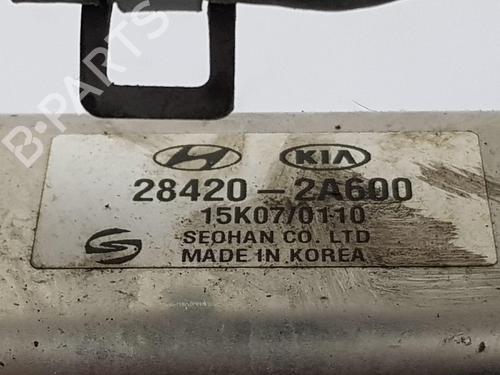 B-PARTS
KIA
28420-2A600
15K07/0110
SEOHAN CO. LTD
MADE IN KOREA